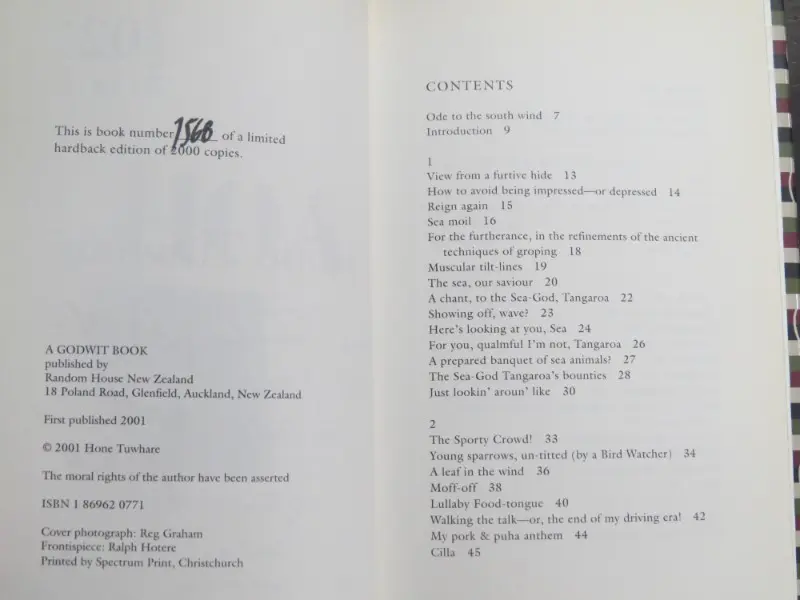 This is book number 1566 of a limited
hardback edition of 2000 copies.
A GODWIT BOOK
published by
Random House New Zealand
18 Poland Road, Glenfield, Auckland, New Zealand
First published 2001
© 2001 Hone Tuwhare
The moral rights of the author have been asserted
ISBN 1 86962 0771
Cover photograph: Reg Graham
Frontispiece: Ralph Hotere
Printed by Spectrum Print, Christchurch
CONTENTS
Ode to the south wind 7
Introduction 9
1
View from a furtive hide 13
How to avoid being impressed—or depressed 14
Reign again 15
Sea moil 16
For the furtherance, in the refinements of the ancient
techniques of groping 18
Muscular tilt-lines 19
The sea, our saviour 20
A chant, to the Sea-God, Tangaroa 22
Showing off, wave? 23
Here's looking at you, Sea 24
For you, qualmful I'm not, Tangaroa 26
A prepared banquet of sea animals? 27
The Sea-God Tangaroa's bounties 28
Just lookin' aroun' like 30
2
The Sporty Crowd! 33
Young sparrows, un-titted (by a Bird Watcher) 34
A leaf in the wind 36
Moff-off 38
Lullaby Food-tongue 40
Walking the talk—or, the end of my driving era! 42
My pork & puha anthem 44
Cilla 45